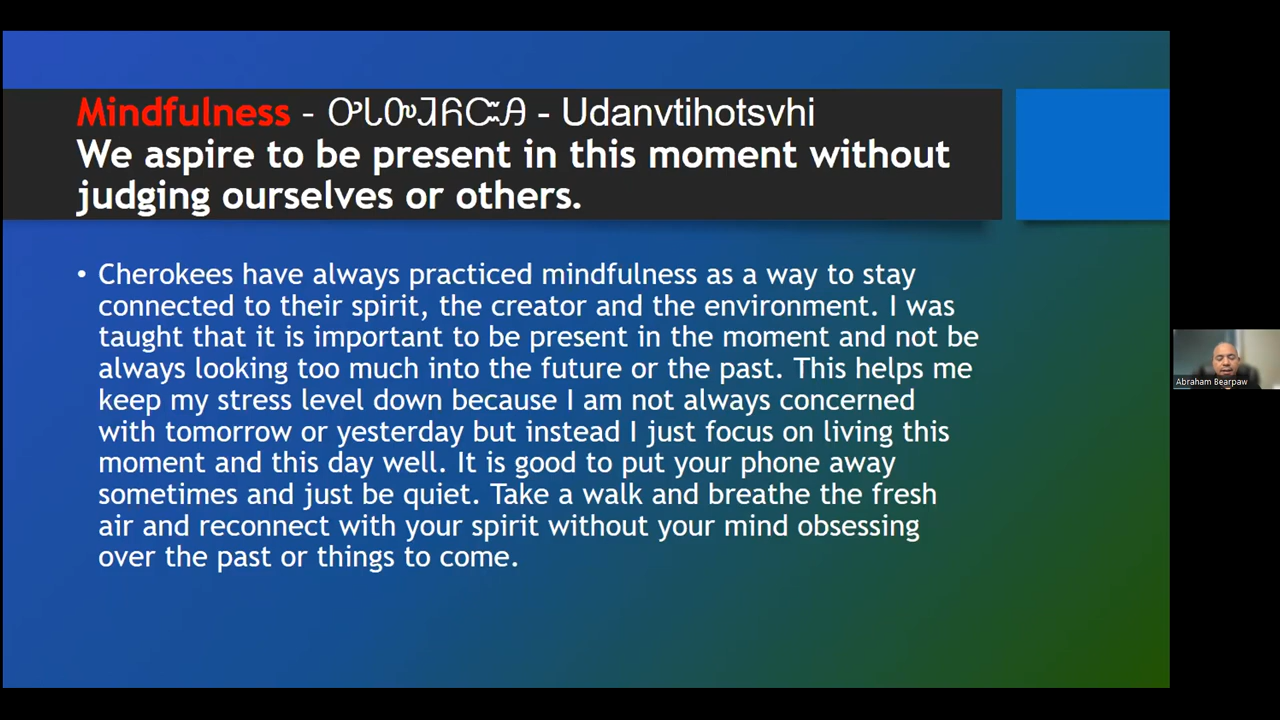 Mindfulness – ᎤᏓᏅᏘᎰᏨᎯ - Udanvtihotsvhi
We aspire to be present in this moment without
judging ourselves or others.
• Cherokees have always practiced mindfulness as a way to stay
connected to their spirit, the creator and the environment. I was
taught that it is important to be present in the moment and not be
always looking too much into the future or the past. This helps me
keep my stress level down because I am not always concerned
with tomorrow or yesterday but instead I just focus on living this
moment and this day well. It is good to put your phone away
sometimes and just be quiet. Take a walk and breathe the fresh
air and reconnect with your spirit without your mind obsessing
over the past or things to come.
Abraham Bearpaw